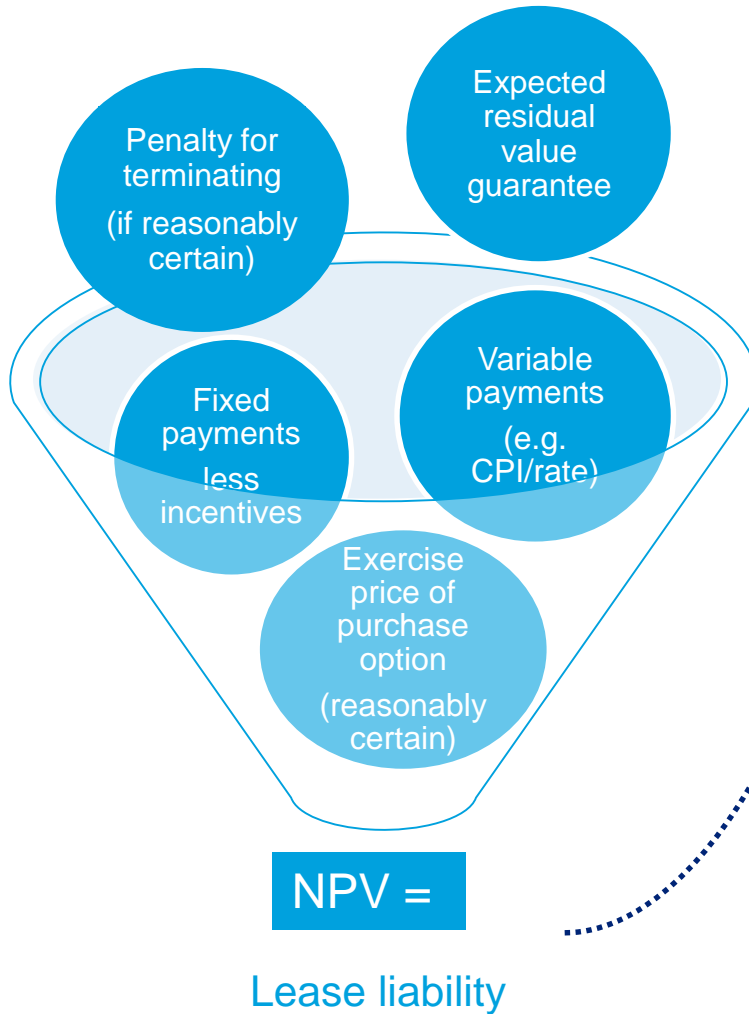 Penalty for
terminating
(if reasonably
certain)
Expected
residual
value
guarantee
Fixed
payments
less
incentives
Variable
payments
(e.g.
CPI/rate)
Exercise
price of
purchase
option
(reasonably
certain)
NPV =
Lease liability